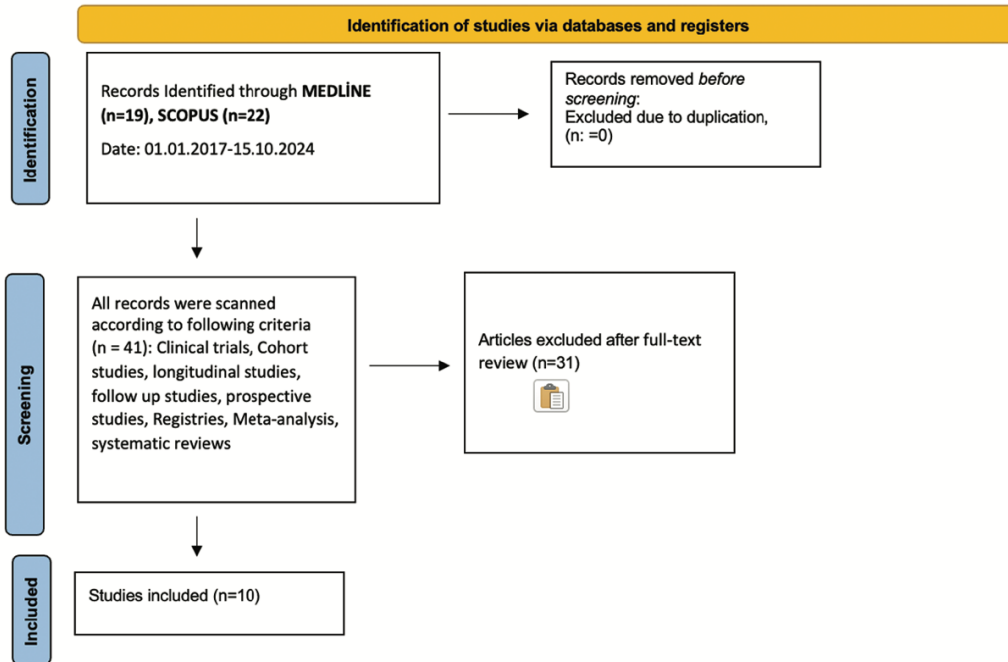 Identification of studies via databases and registers
Identification
Records Identified through MEDLİNE
(n=19), SCOPUS (n=22)
Date: 01.01.2017-15.10.2024
Records removed before
screening:
Excluded due to duplication,
(n: =0)
Screening
All records were scanned
according to following criteria
(n = 41): Clinical trials, Cohort
studies, longitudinal studies,
follow up studies, prospective
studies, Registries, Meta-analysis,
systematic reviews
Articles excluded after full-text
review (n=31)
Included
Studies included (n=10)